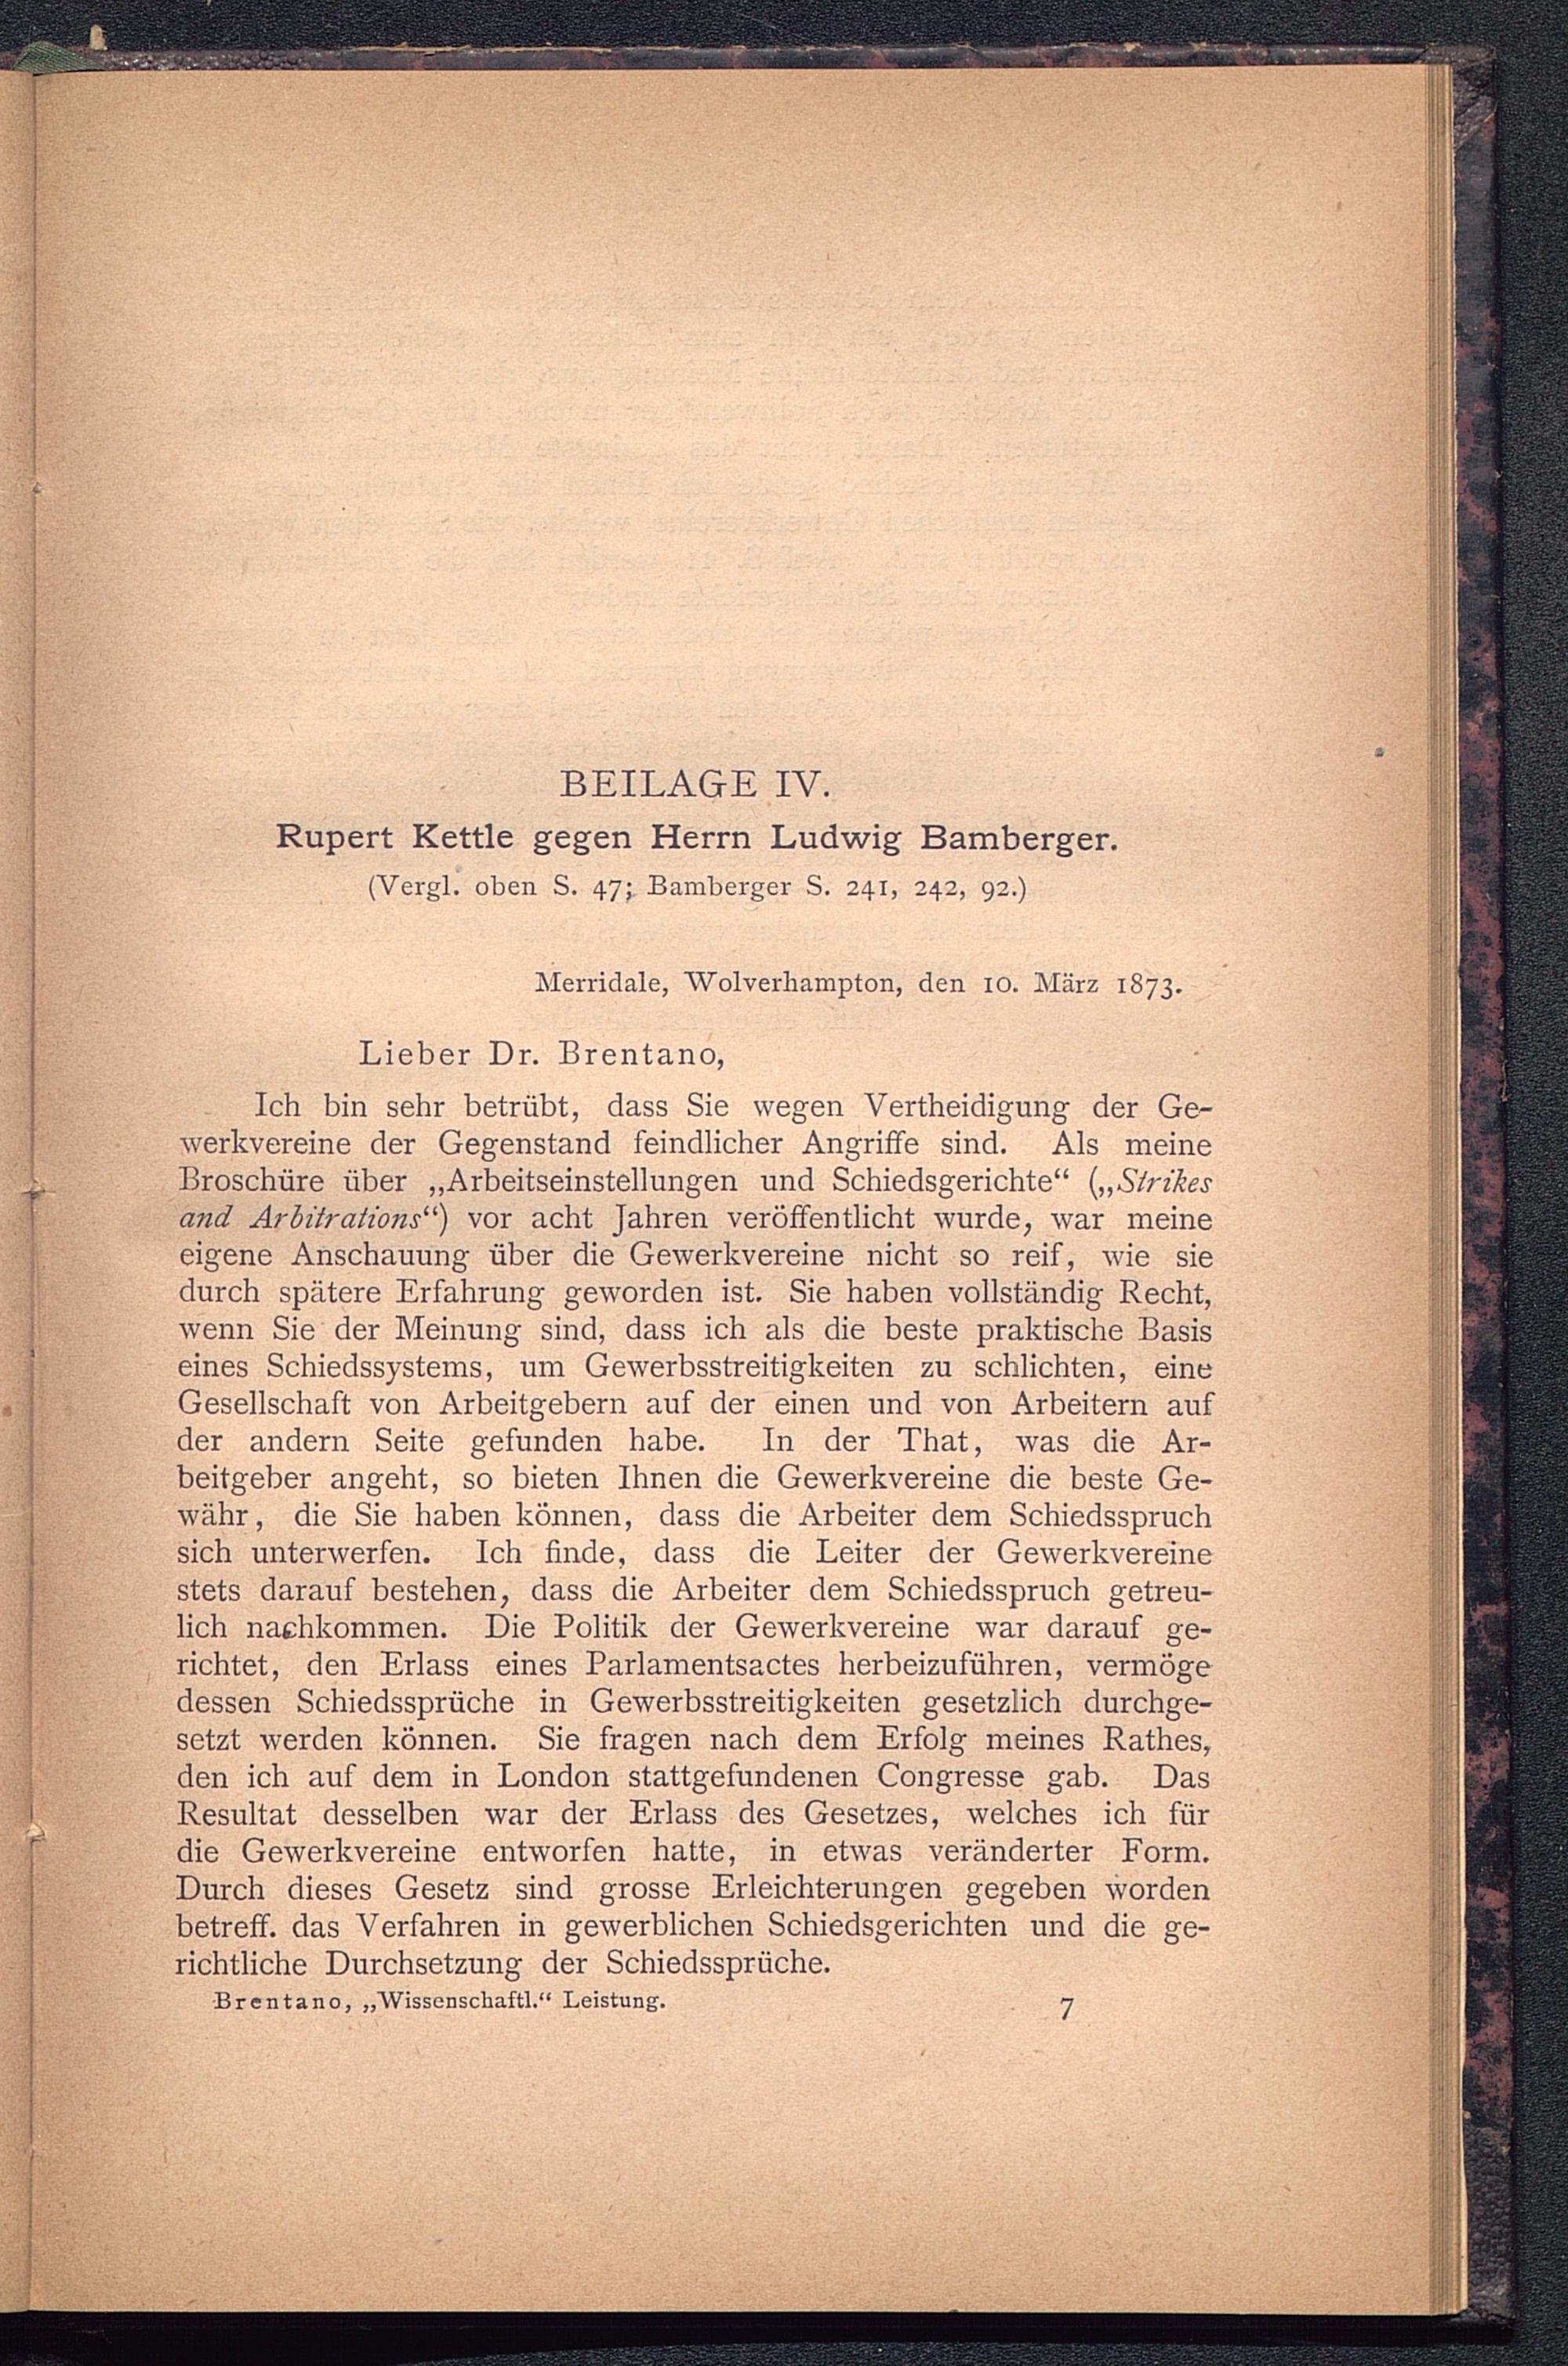 BEILAGE IV.
Rupert Kettle gegen Herrn Ludwig Bamberger.
(Vergl. oben S. 47; Bamberger S. 241, 242, 92.)
Merridale, Wolverhampton, den 10. März 1873.
Lieber Dr. Brentano,
Ich bin sehr betrübt, dass Sie wegen Vertheidigung der Ge-
werkvereine der Gegenstand feindlicher Angriffe sind. Als meine
Broschüre über „Arbeitseinstellungen und Schiedsgerichte“ („Strikes
and Arbitrations“) vor acht Jahren veröffentlicht wurde, war meine
eigene Anschauung über die Gewerkvereine nicht so reif, wie sie
durch spätere Erfahrung geworden ist. Sie haben vollständig Recht,
wenn Sie der Meinung sind, dass ich als die beste praktische Basis
eines Schiedssystems, um Gewerbsstreitigkeiten zu schlichten, eine
Gesellschaft von Arbeitgebern auf der einen und von Arbeitern auf
der andern Seite gefunden habe. In der That, was die Ar-
beitgeber angeht, so bieten Ihnen die Gewerkvereine die beste Ge-
währ, die Sie haben können, dass die Arbeiter dem Schiedsspruch
sich unterwerfen. Ich finde, dass die Leiter der Gewerkvereine
stets darauf bestehen, dass die Arbeiter dem Schiedsspruch getreu-
lich nachkommen. Die Politik der Gewerkvereine war darauf ge-
richtet, den Erlass eines Parlamentsactes herbeizuführen, vermöge
dessen Schiedssprüche in Gewerbsstreitigkeiten gesetzlich durchge-
setzt werden können. Sie fragen nach dem Erfolg meines Rathes,
den ich auf dem in London stattgefundenen Congresse gab. Das
Resultat desselben war der Erlass des Gesetzes, welches ich für
die Gewerkvereine entworfen hatte, in etwas veränderter Form.
Durch dieses Gesetz sind grosse Erleichterungen gegeben worden
betreff. das Verfahren in gewerblichen Schiedsgerichten und die ge-
richtliche Durchsetzung der Schiedssprüche.
Brentano, „Wissenschaftl.“ Leistung. 7